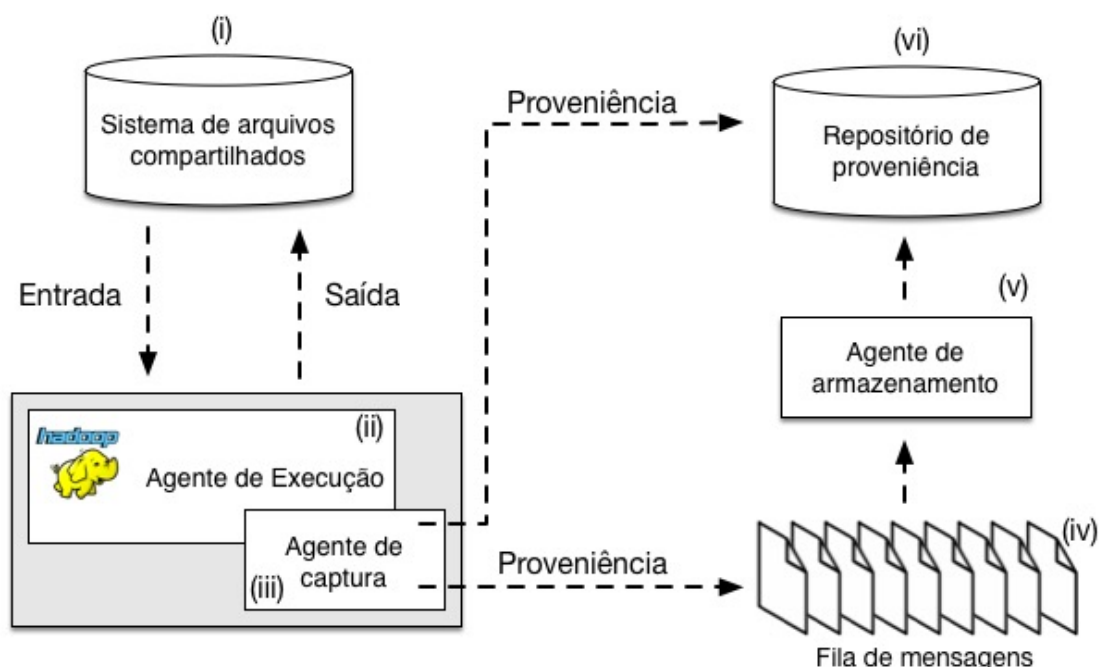 (i)
Sistema de arquivos
compartilhados
(vi)
Repositório de
proveniência
Proveniência
Entrada
Saída
(v)
Agente de
armazenamento
hadoop
(ii)
Agente de Execução
Agente de
captura
(iii)
Proveniência
(iv)
Fila de mensagens